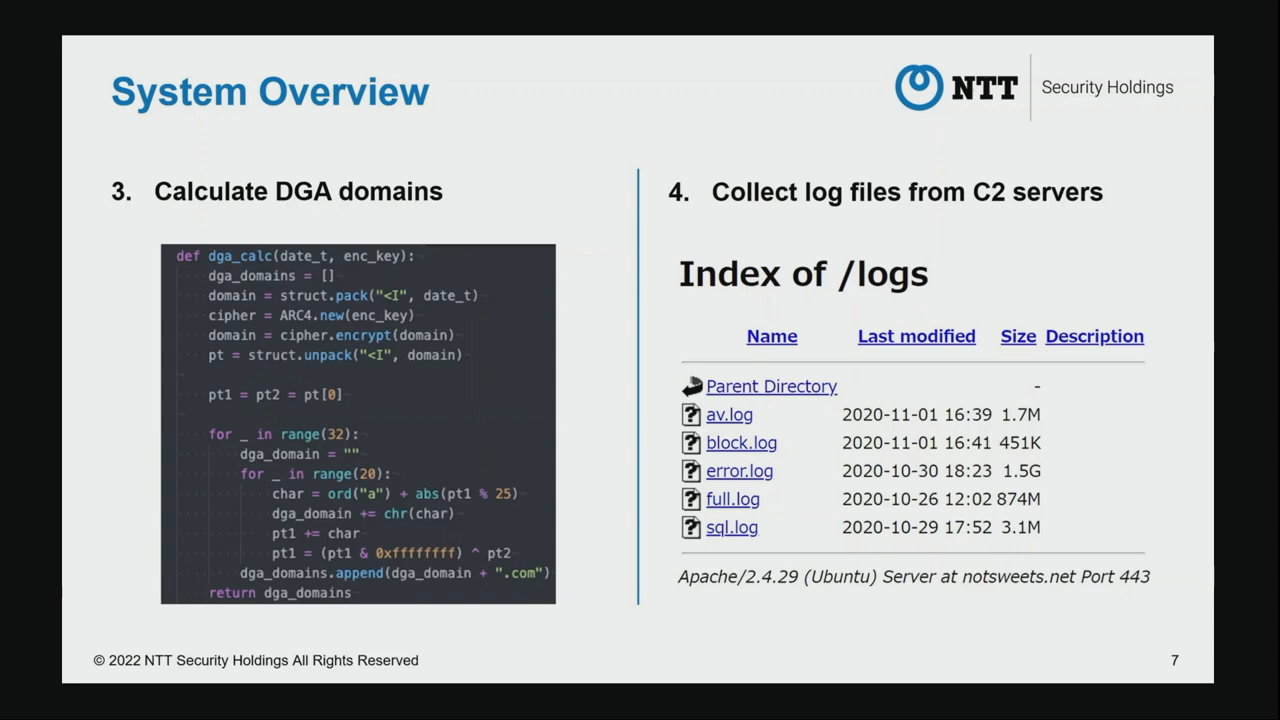 System Overview
NTT Security Holdings
3. Calculate DGA domains
def dga_calc(date_t, enc_key):
dga_domains = []
domain = struct.pack("<I", date_t)
cipher = ARC4.new(enc_key)
domain = cipher.encrypt(domain)
pt = struct.unpack("<I", domain)
pt1 = pt2 = pt[0]
for _ in range(32):
dga_domain = ""
for _ in range(20):
char = ord("a") + abs(pt1 % 25)
dga_domain += chr(char)
pt1 += char
pt1 = (pt1 & 0xffffffff) ^ pt2
dga_domains.append(dga_domain + ".com")
return dga_domains
4. Collect log files from C2 servers
Index of /logs
Name Last modified Size Description
Parent Directory -
av.log 2020-11-01 16:39 1.7M
block.log 2020-11-01 16:41 451K
error.log 2020-10-30 18:23 1.5G
full.log 2020-10-26 12:02 874M
sql.log 2020-10-29 17:52 3.1M
Apache/2.4.29 (Ubuntu) Server at notsweets.net Port 443
© 2022 NTT Security Holdings All Rights Reserved
7